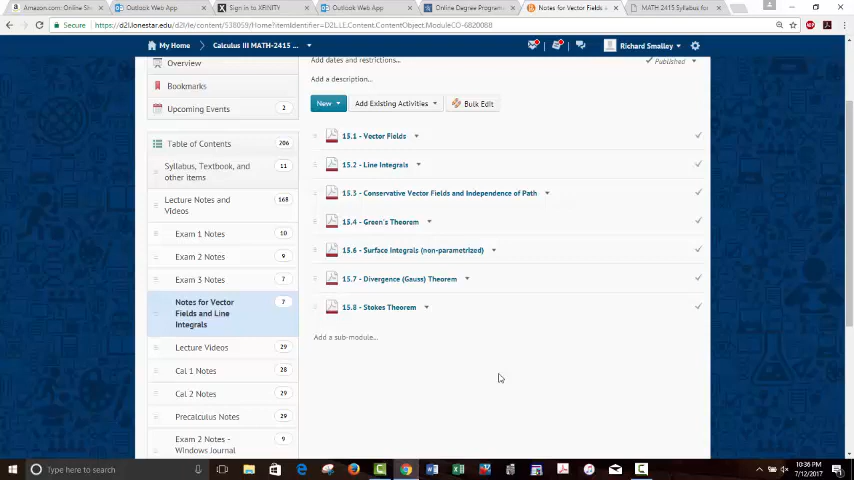 Amazon.com: Online Sh
Outlook Web App
Sign in to XFINITY
Outlook Web App
Online Degree Program
Notes for Vector Fields
MATH 2415 Syllabus for
Secure
https://d2l.lonestar.edu/d2l/le/content/538059/Home?itemIdentifier=D2L.LE.Content.ContentObject.ModuleCO-6820088
My Home
Calculus III MATH-2415 ...
Richard Smalley
Overview
Bookmarks
Upcoming Events 2
Table of Contents 206
Syllabus, Textbook, and 11
other items
Lecture Notes and 168
Videos
Exam 1 Notes 10
Exam 2 Notes 9
Exam 3 Notes 7
Notes for Vector 7
Fields and Line
Integrals
Lecture Videos 29
Cal 1 Notes 28
Cal 2 Notes 29
Precalculus Notes 29
Exam 2 Notes - 9
Windows Journal
Add dates and restrictions...
Published
Add a description...
New
Add Existing Activities
Bulk Edit
15.1 - Vector Fields
15.2 - Line Integrals
15.3 - Conservative Vector Fields and Independence of Path
15.4 - Green's Theorem
15.6 - Surface Integrals (non-parametrized)
15.7 - Divergence (Gauss) Theorem
15.8 - Stokes Theorem
Add a sub-module...
Type here to search
10:36 PM
7/12/2017